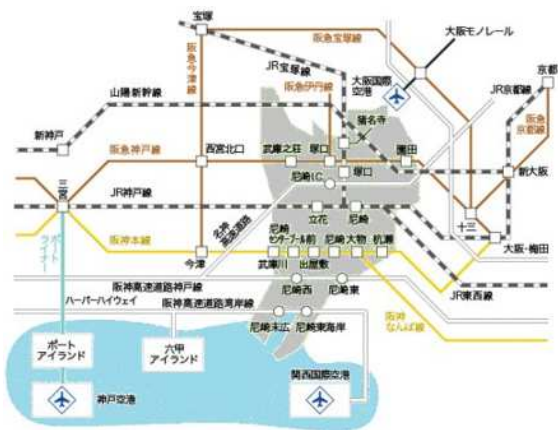 宝塚
阪急宝塚線
大阪モノレール
阪急今津線
JR宝塚線
大阪国際
空港
京都
山陽新幹線
阪急伊丹線
JR京都線
猪名寺
阪急
京都線
新神戸
阪急神戸線
西宮北口
武庫之荘
塚口
園田
尼崎I.C.
塚口
新大阪
三宮
JR神戸線
名神
高速道路
立花
尼崎
十三
ポート
ライナー
阪神本線
尼崎
センタープール前
尼崎
大物
杭瀬
大阪・梅田
今津
武庫川
出屋敷
阪神高速道路神戸線
尼崎西
尼崎東
JR東西線
ハーバーハイウェイ
阪神高速道路湾岸線
尼崎末広
尼崎東海岸
阪神
なんば線
ポート
アイランド
六甲
アイランド
関西国際空港
神戸空港